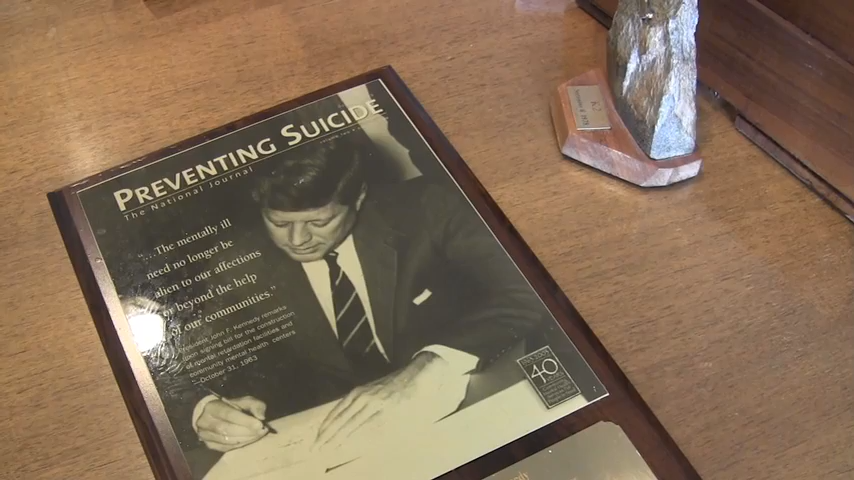 PREVENTING SUICIDE
The National Journal
"...The mentally ill
need no longer be
alien to our affections
or beyond the help
of our communities."
President John F. Kennedy remarks
upon signing bill for the construction
of mental retardation facilities and
community mental health centers
October 31, 1963
40
K2